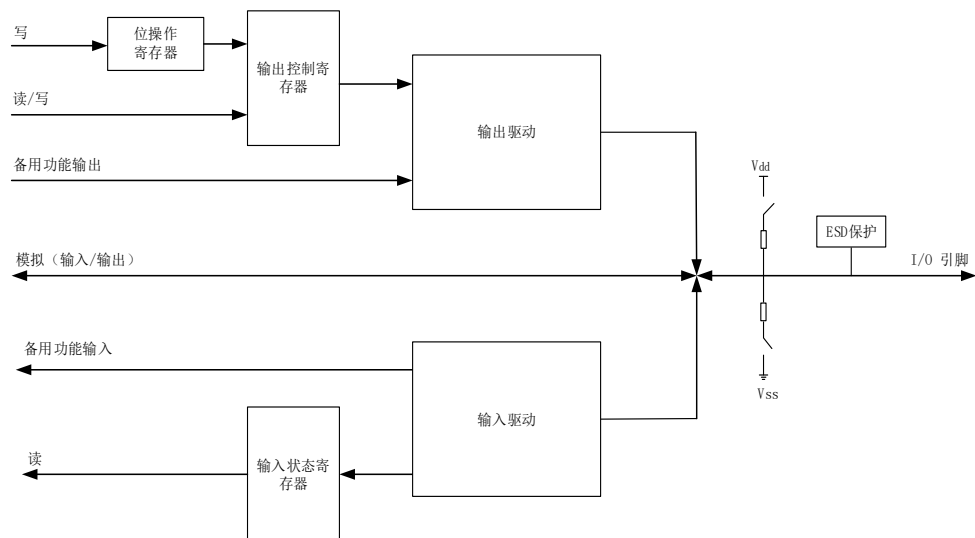 写
位操作
寄存器
输出控制寄
存器
读/写
输出驱动
备用功能输出
Vdd
ESD保护
模拟（输入/输出）
I/O 引脚
备用功能输入
Vss
输入驱动
读
输入状态寄
存器